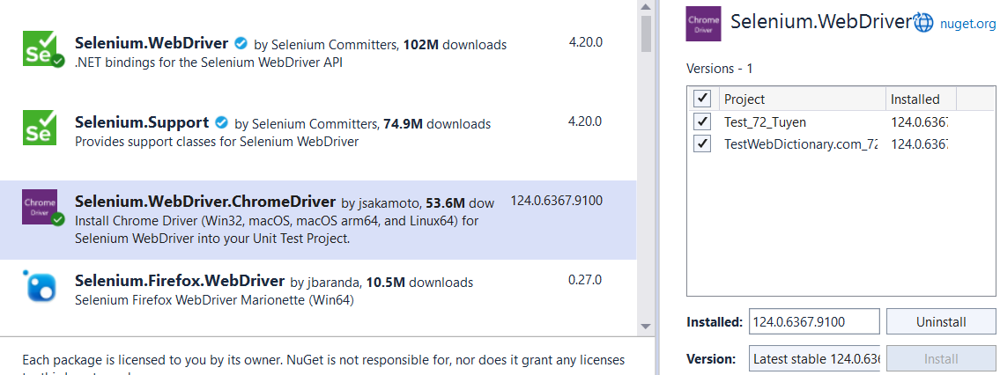 Selenium.WebDriver by Selenium Committers, 102M downloads 4.20.0
.NET bindings for the Selenium WebDriver API
Selenium.Support by Selenium Committers, 74.9M downloads 4.20.0
Provides support classes for Selenium WebDriver
Selenium.WebDriver.ChromeDriver by jsakamoto, 53.6M dow 124.0.6367.9100
Install Chrome Driver (Win32, macOS, macOS arm64, and Linux64) for
Selenium WebDriver into your Unit Test Project.
Selenium.Firefox.WebDriver by jbaranda, 10.5M downloads 0.27.0
Selenium Firefox WebDriver Marionette (Win64)
Each package is licensed to you by its owner. NuGet is not responsible for, nor does it grant any licenses
Se
Se
Chrome
Driver
Chrome
Driver
Selenium.WebDriver nuget.org
Versions - 1
Project Installed
Test_72_Tuyen 124.0.6367
TestWebDictionary.com_72 124.0.6367
Installed: 124.0.6367.9100 Uninstall
Version: Latest stable 124.0.636 Install